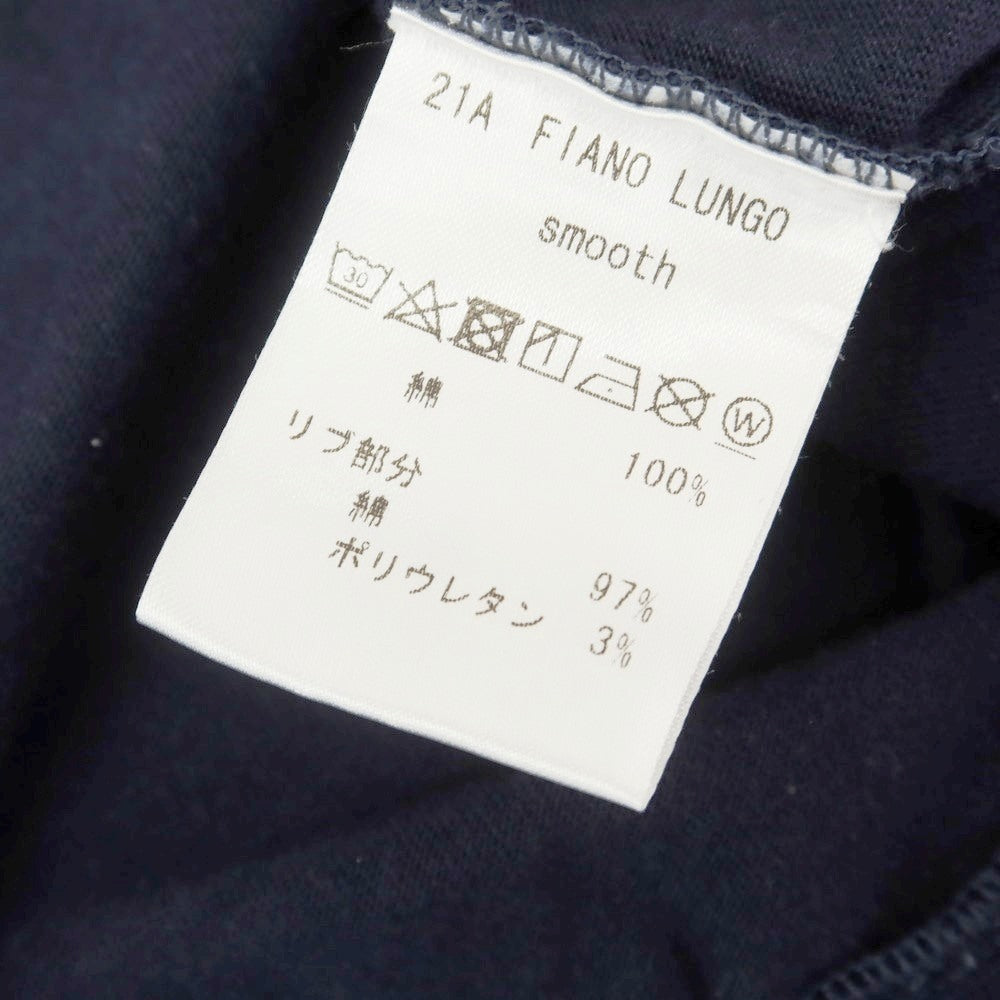 21A FIANO LUNGO
smooth
30 W
綿 100%
リブ部分
綿 97%
ポリウレタン 3%